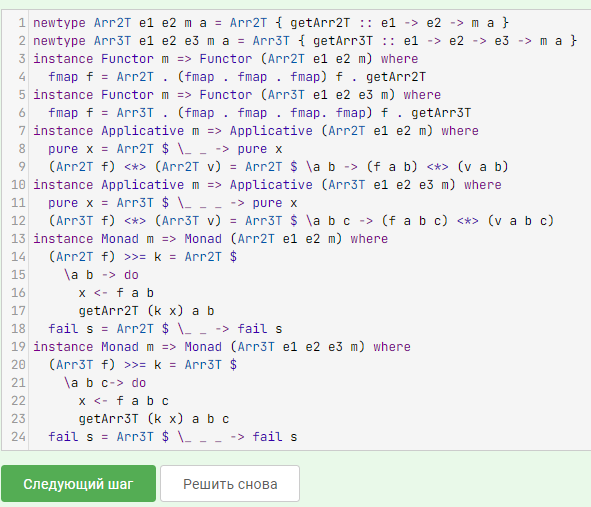 1 newtype Arr2T e1 e2 m a = Arr2T { getArr2T :: e1 -> e2 -> m a }
2 newtype Arr3T e1 e2 e3 m a = Arr3T { getArr3T :: e1 -> e2 -> e3 -> m a }
3 instance Functor m => Functor (Arr2T e1 e2 m) where
4   fmap f = Arr2T . (fmap . fmap . fmap) f . getArr2T
5 instance Functor m => Functor (Arr3T e1 e2 e3 m) where
6   fmap f = Arr3T . (fmap . fmap . fmap. fmap) f . getArr3T
7 instance Applicative m => Applicative (Arr2T e1 e2 m) where
8   pure x = Arr2T $ \_ _ -> pure x
9   (Arr2T f) <*> (Arr2T v) = Arr2T $ \a b -> (f a b) <*> (v a b)
10 instance Applicative m => Applicative (Arr3T e1 e2 e3 m) where
11   pure x = Arr3T $ \_ _ _ -> pure x
12   (Arr3T f) <*> (Arr3T v) = Arr3T $ \a b c -> (f a b c) <*> (v a b c)
13 instance Monad m => Monad (Arr2T e1 e2 m) where
14   (Arr2T f) >>= k = Arr2T $
15     \a b -> do
16       x <- f a b
17       getArr2T (k x) a b
18   fail s = Arr2T $ \_ _ -> fail s
19 instance Monad m => Monad (Arr3T e1 e2 e3 m) where
20   (Arr3T f) >>= k = Arr3T $
21     \a b c-> do
22       x <- f a b c
23       getArr3T (k x) a b c
24   fail s = Arr3T $ \_ _ _ -> fail s
Следующий шаг Решить снова